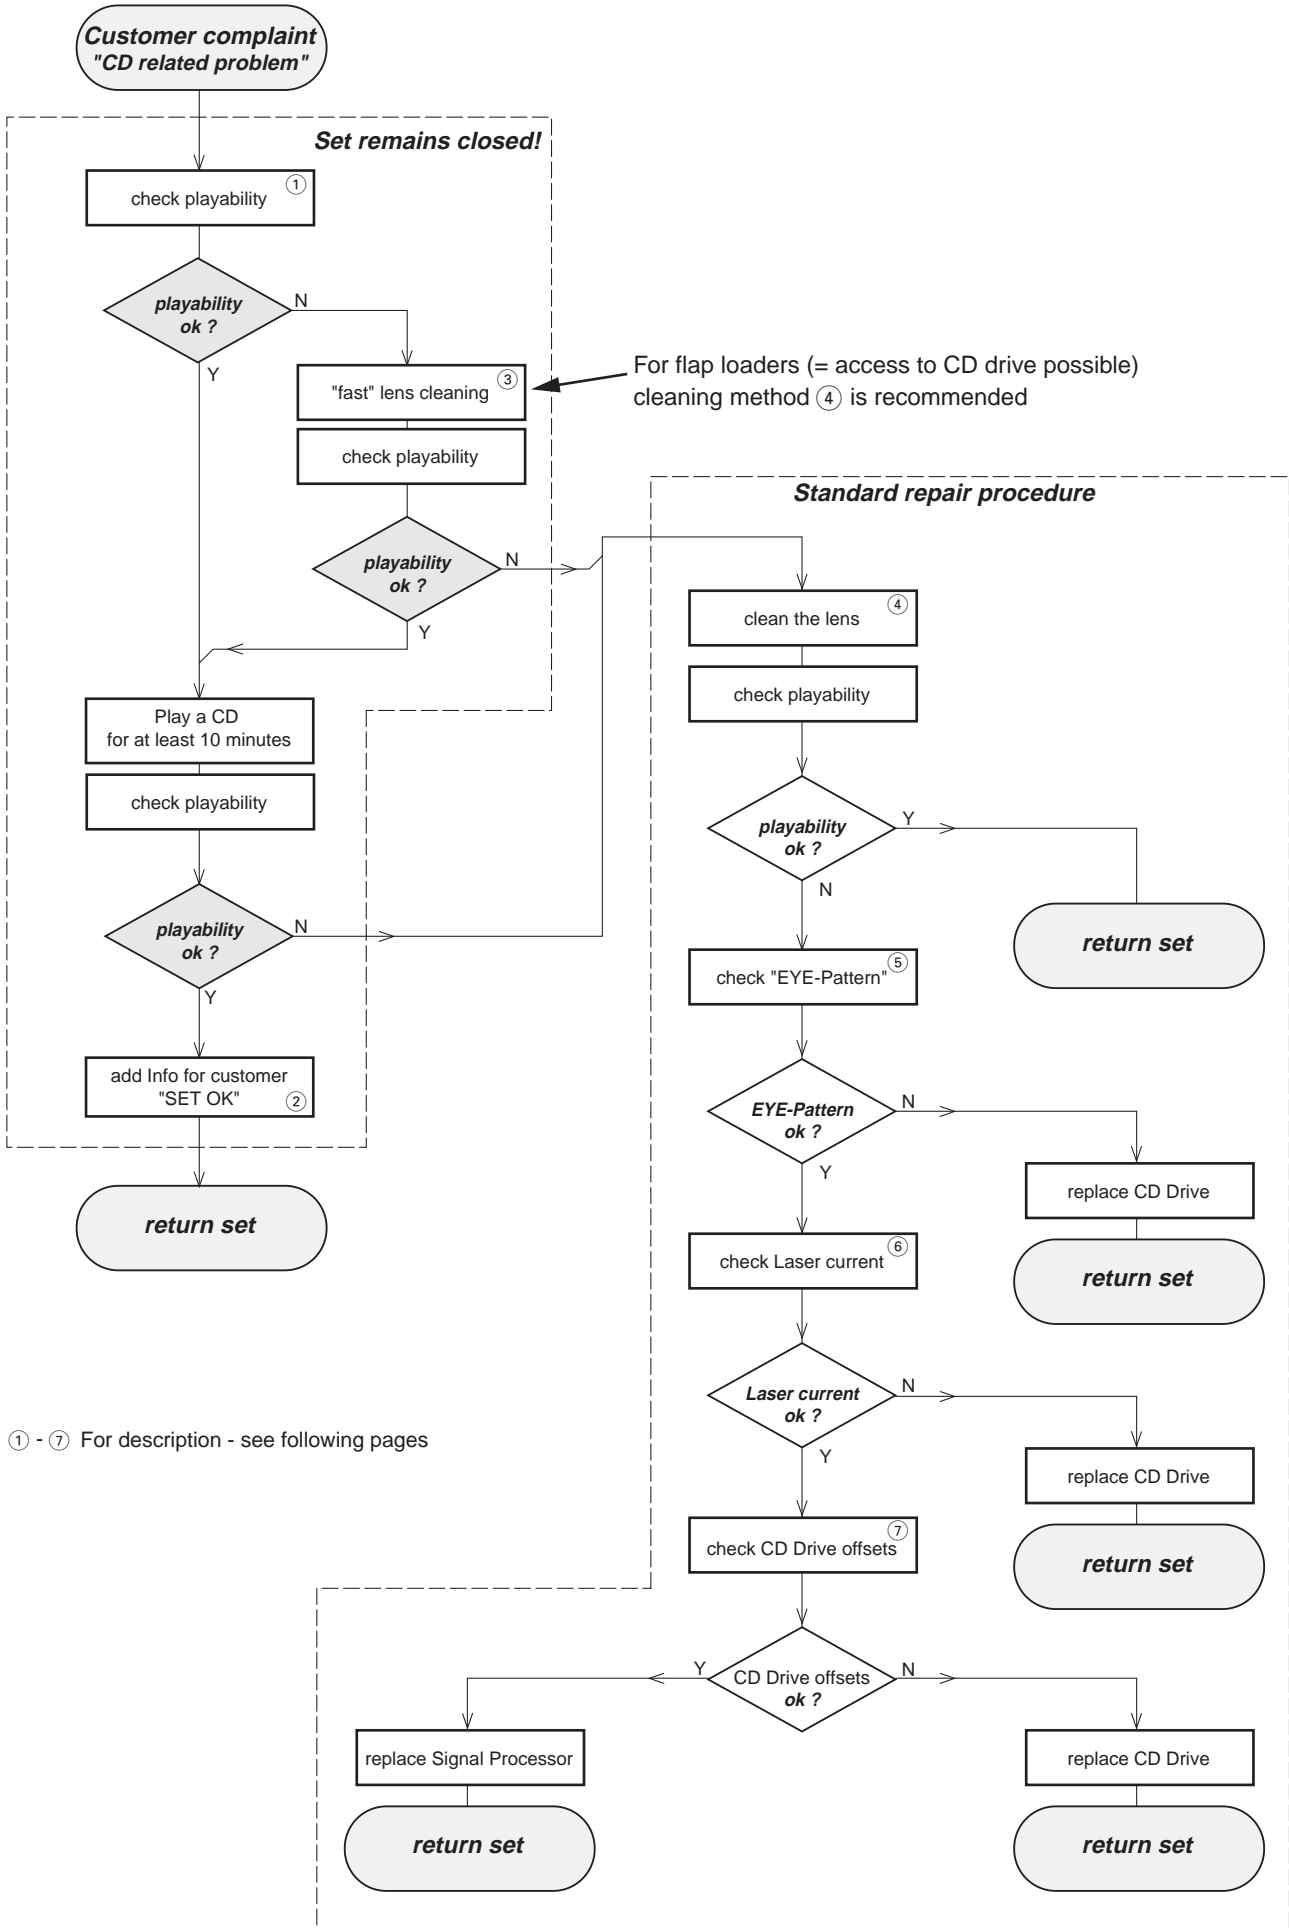 Customer complaint
"CD related problem"
Set remains closed!
check playability
①
playability
ok ?
N
Y
"fast" lens cleaning
③
For flap loaders (= access to CD drive possible)
cleaning method ④ is recommended
check playability
playability
ok ?
N
Y
Play a CD
for at least 10 minutes
check playability
playability
ok ?
N
Y
add Info for customer
"SET OK"
②
return set
① - ⑦ For description - see following pages
Standard repair procedure
clean the lens
④
check playability
playability
ok ?
Y
N
return set
check "EYE-Pattern"
⑤
EYE-Pattern
ok ?
N
Y
replace CD Drive
return set
check Laser current
⑥
Laser current
ok ?
N
Y
replace CD Drive
return set
check CD Drive offsets
⑦
CD Drive offsets
ok ?
Y
N
replace Signal Processor
return set
replace CD Drive
return set